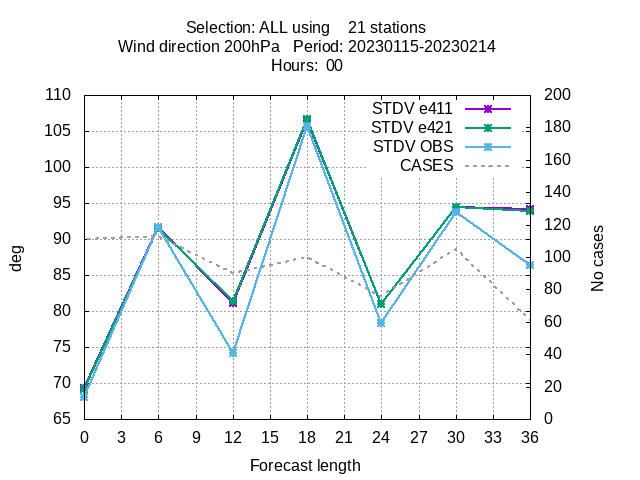 Selection: ALL using    21 stations
Wind direction 200hPa   Period: 20230115-20230214
Hours:  00
110
105
100
95
90
85
80
75
70
65
deg
STDV e411
STDV e421
STDV OBS
CASES
200
180
160
140
120
100
80
60
40
20
0
No cases
0 3 6 9 12 15 18 21 24 27 30 33 36
Forecast length